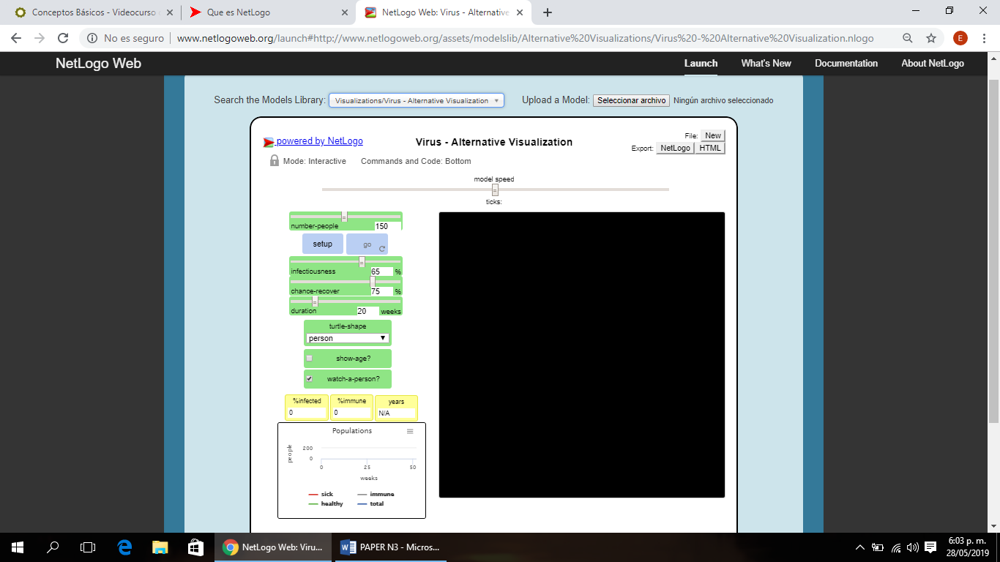 Conceptos Básicos - Videocurso
Que es NetLogo
NetLogo Web: Virus - Alternative
No es seguro
www.netlogoweb.org/launch#http://www.netlogoweb.org/assets/modelslib/Alternative%20Visualizations/Virus%20-%20Alternative%20Visualization.nlogo
E
NetLogo Web
Launch
What's New
Documentation
About NetLogo
Search the Models Library:
Visualizations/Virus - Alternative Visualization
Upload a Model:
Seleccionar archivo
Ningún archivo seleccionado
powered by NetLogo
Virus - Alternative Visualization
File: New
Export: NetLogo HTML
Mode: Interactive
Commands and Code: Bottom
model speed
ticks:
number-people 150
setup
go
infectiousness 65 %
chance-recover 75 %
duration 20 weeks
turtle-shape
person
show-age?
watch-a-person?
%infected
0
%immune
0
years
N/A
Populations
people
200
0
0 25 50
weeks
sick
immune
healthy
total
NetLogo Web: Viru...
PAPER N3 - Micros...
6:03 p. m.
28/05/2019